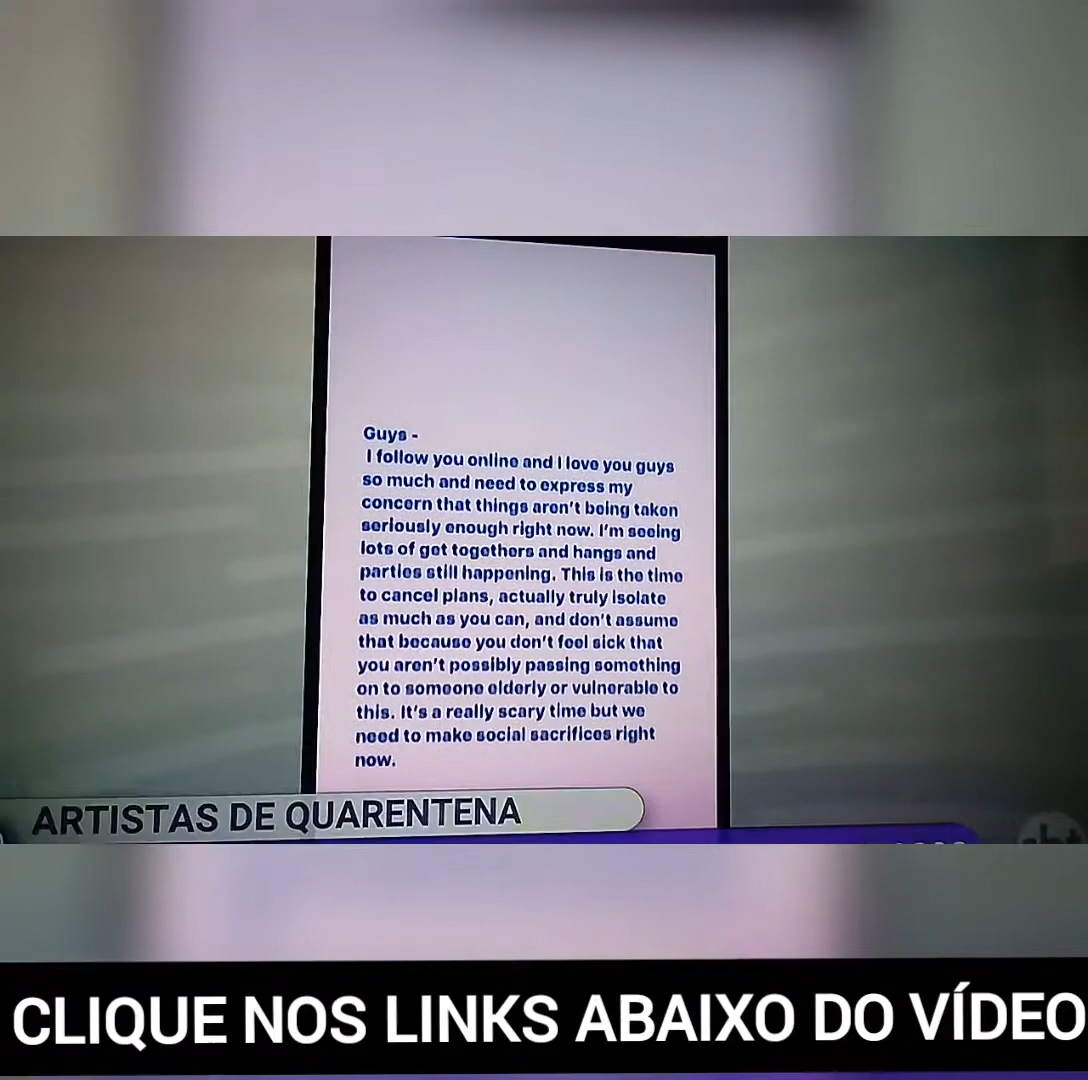 Guys -
I follow you online and I love you guys
so much and need to express my
concern that things aren't being taken
seriously enough right now. I'm seeing
lots of get togethers and hangs and
parties still happening. This is the time
to cancel plans, actually truly isolate
as much as you can, and don't assume
that because you don't feel sick that
you aren't possibly passing something
on to someone elderly or vulnerable to
this. It's a really scary time but we
need to make social sacrifices right
now.
ARTISTAS DE QUARENTENA
CLIQUE NOS LINKS ABAIXO DO VÍDEO